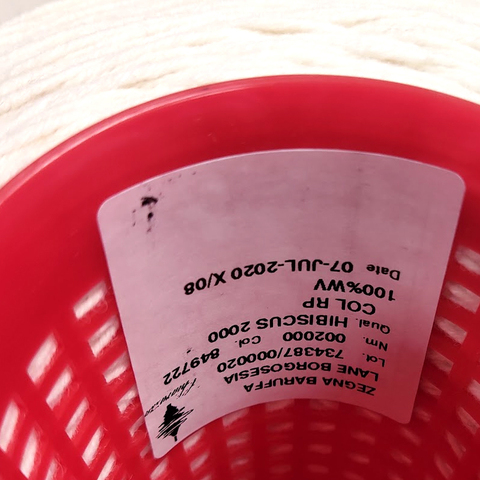 ZEGNA BARUFFA
LANE BORGOSESIA
Lot. 734387/000020 849722
Nm. 002000 Col.
Qual. HIBISCUS 2000
COL RP
100%WV
Date 07-JUL-2020 X/08